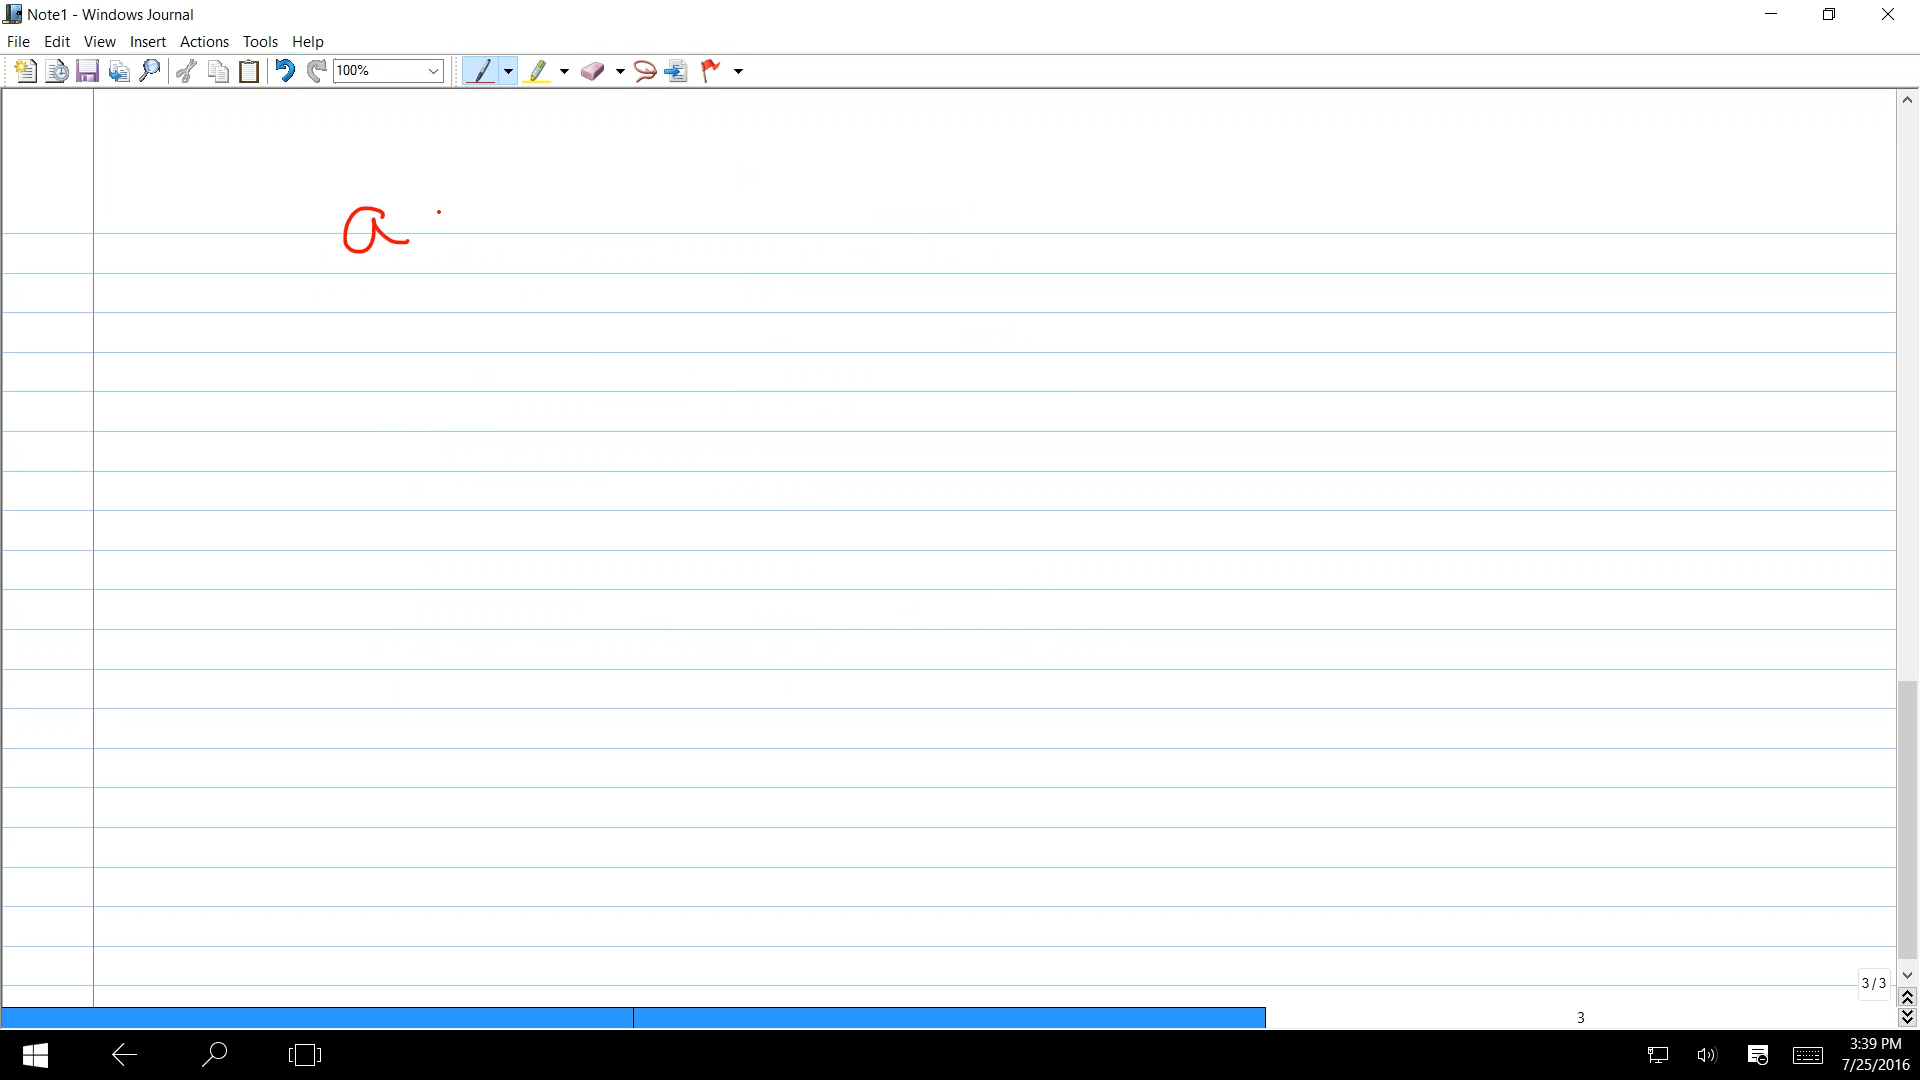 Note1 - Windows Journal
File Edit View Insert Actions Tools Help
100%
a
3 / 3
3
3:39 PM
7/25/2016